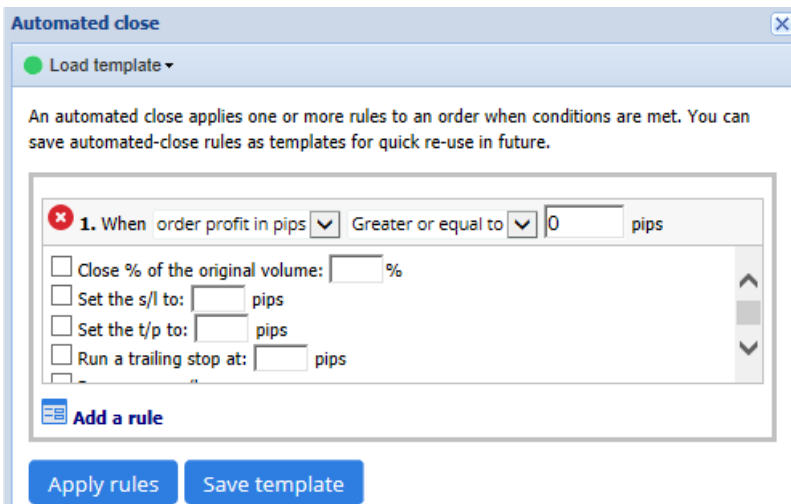 Automated close
Load template
An automated close applies one or more rules to an order when conditions are met. You can
save automated-close rules as templates for quick re-use in future.
1. When order profit in pips Greater or equal to 0 pips
Close % of the original volume: %
Set the s/l to: pips
Set the t/p to: pips
Run a trailing stop at: pips
Add a rule
Apply rules Save template